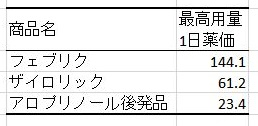 商品名 最高用量
1日薬価
フェブリク 144.1
ザイロリック 61.2
アロプリノール後発品 23.4